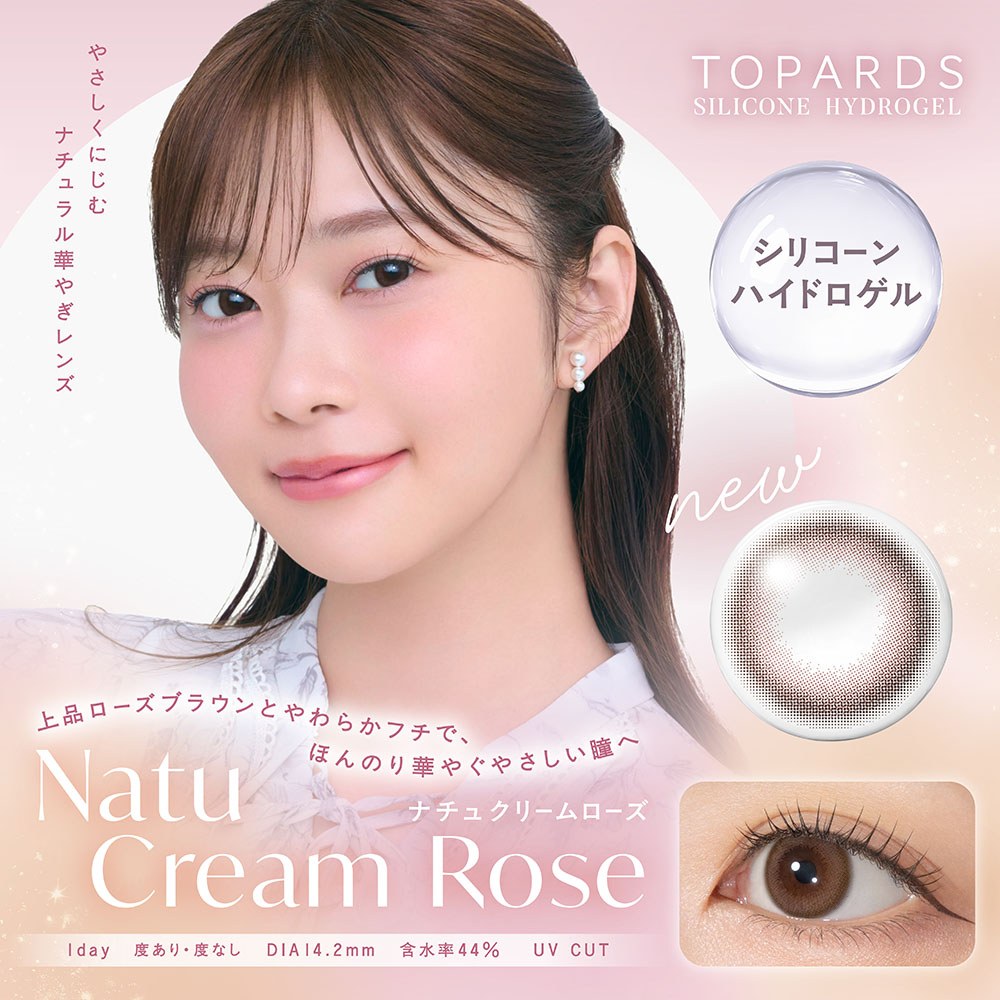 やさしくにじむ
ナチュラル華やぎレンズ
TOPARDS
SILICONE HYDROGEL
シリコーン
ハイドロゲル
new
上品ローズブラウンとやわらかフチで、
ほんのり華やぐやさしい瞳へ
Natu
ナチュクリームローズ
Cream Rose
1day 度あり・度なし DIA14.2mm 含水率44% UV CUT